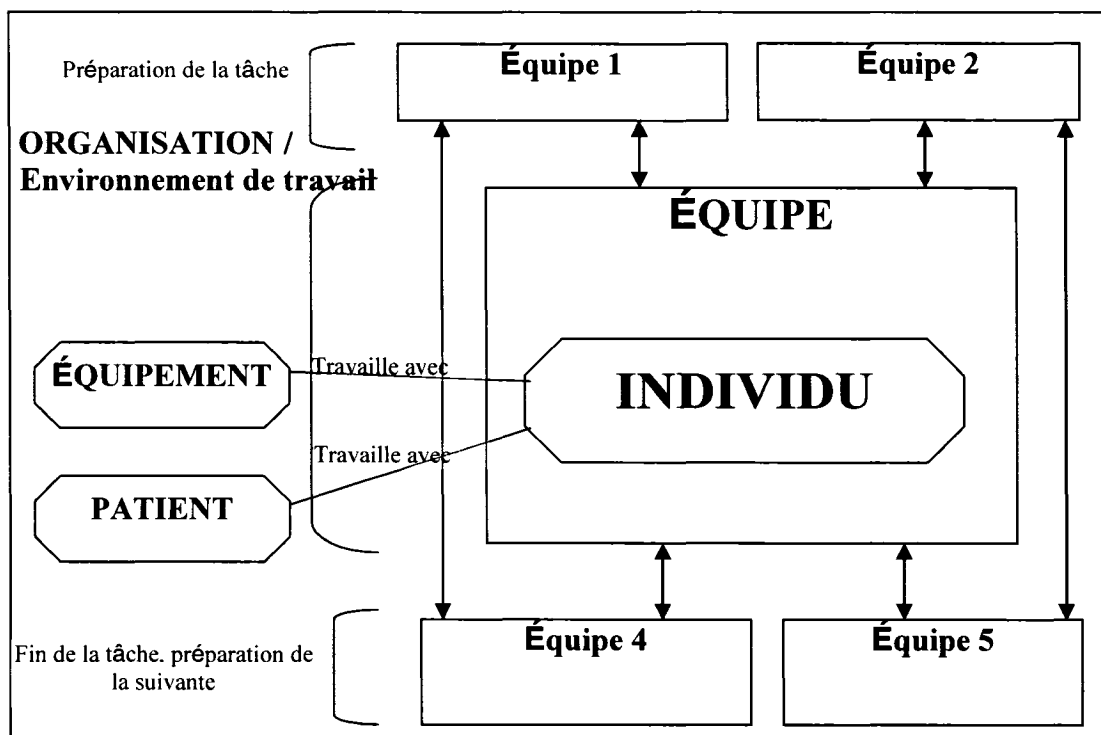 Préparation de la tâche
Équipe 1
Équipe 2
ORGANISATION /
Environnement de travail
ÉQUIPE
ÉQUIPEMENT
Travaille avec
INDIVIDU
Travaille avec
PATIENT
Équipe 4
Équipe 5
Fin de la tâche. préparation de
la suivante